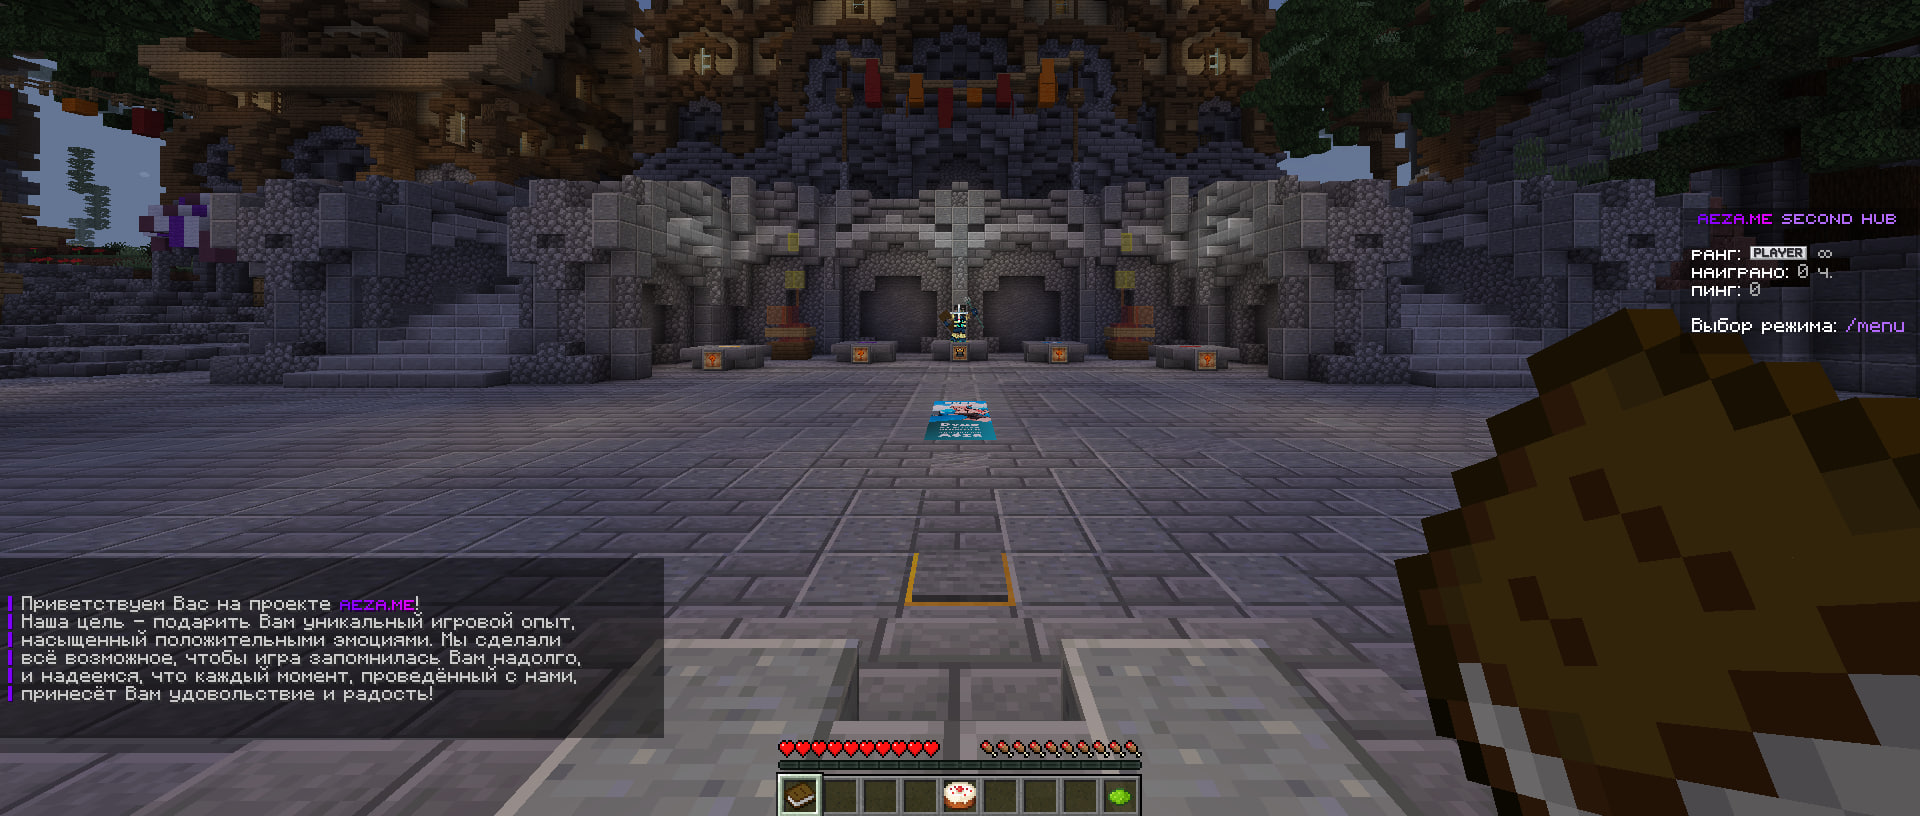 AEZA.ME SECOND HUB
РАНГ: PLAYER ∞
НАИГРАНО: 0 Ч.
ПИНГ: 0
Выбор режима: /menu
Приветствуем Вас на проекте AEZA.ME!
Наша цель – подарить Вам уникальный игровой опыт,
насыщенный положительными эмоциями. Мы сделали
всё возможное, чтобы игра запомнилась Вам надолго,
и надеемся, что каждый момент, проведённый с нами,
принесёт Вам удовольствие и радость!